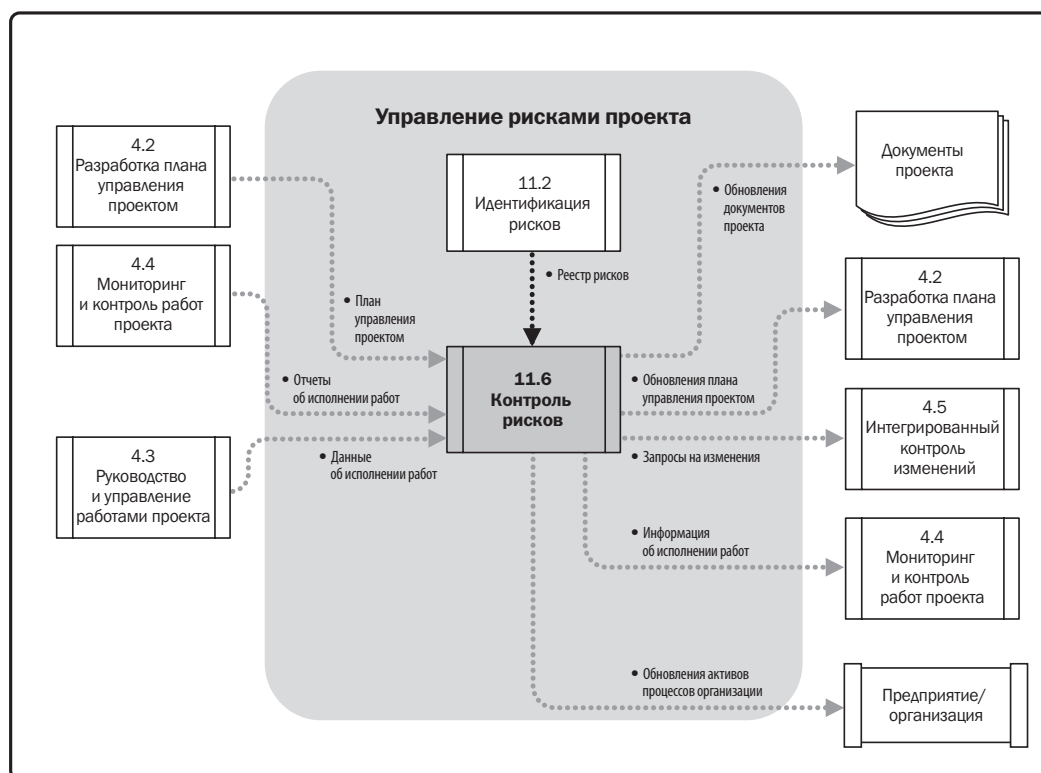 Управление рисками проекта
4.2
Разработка плана
управления
проектом
4.4
Мониторинг
и контроль работ
проекта
4.3
Руководство
и управление
работами проекта
11.2
Идентификация
рисков
• Реестр рисков
• План
управления
проектом
• Отчеты
об исполнении работ
• Данные
об исполнении работ
11.6
Контроль
рисков
• Обновления
документов
проекта
• Обновления плана
управления проектом
• Запросы на изменения
• Информация
об исполнении работ
• Обновления активов
процессов организации
Документы
проекта
4.2
Разработка плана
управления
проектом
4.5
Интегрированный
контроль
изменений
4.4
Мониторинг
и контроль
работ проекта
Предприятие/
организация